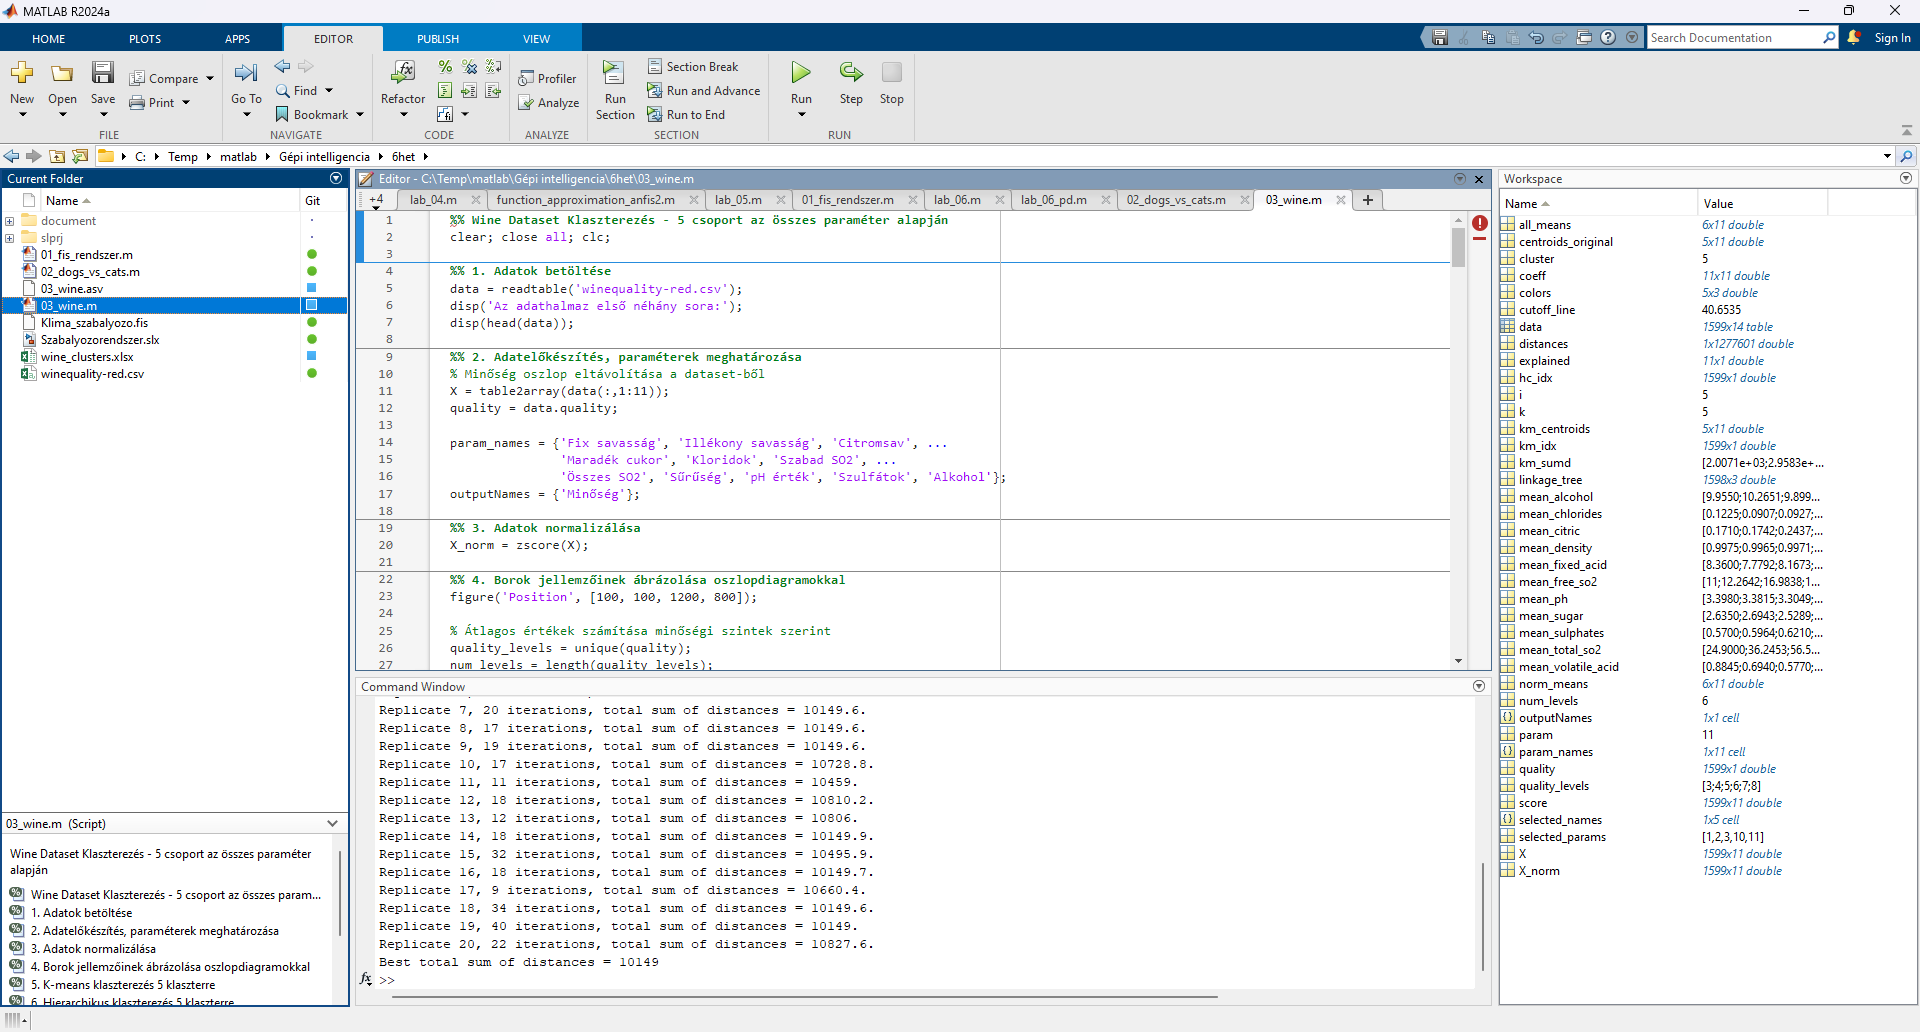 MATLAB R2024a
HOME PLOTS APPS EDITOR PUBLISH VIEW
Search Documentation
Sign In
New
Open
Save
Compare
Print
FILE
Go To
Find
Bookmark
NAVIGATE
Refactor
CODE
Profiler
Analyze
ANALYZE
Run Section
Section Break
Run and Advance
Run to End
SECTION
Run
Step
Stop
RUN
C: Temp matlab Gépi intelligencia 6het
Current Folder
Name Git
document
slprj
01_fis_rendszer.m
02_dogs_vs_cats.m
03_wine.asv
03_wine.m
Klima_szabalyozo.fis
Szabalyozorendszer.slx
wine_clusters.xlsx
winequality-red.csv
03_wine.m (Script)
Wine Dataset Klaszterezés - 5 csoport az összes paraméter
alapján
Wine Dataset Klaszterezés - 5 csoport az összes param...
1. Adatok betöltése
2. Adatelőkészítés, paraméterek meghatározása
3. Adatok normalizálása
4. Borok jellemzőinek ábrázolása oszlopdiagramokkal
5. K-means klaszterezés 5 klaszterre
6. Hierarchikus klaszterezés 5 klaszterre
Editor - C:\Temp\matlab\Gépi intelligencia\6het\03_wine.m
+4 lab_04.m function_approximation_anfis2.m lab_05.m 01_fis_rendszer.m lab_06.m lab_06_pd.m 02_dogs_vs_cats.m 03_wine.m
1 %% Wine Dataset Klaszterezés - 5 csoport az összes paraméter alapján
2 clear; close all; clc;
3
4 %% 1. Adatok betöltése
5 data = readtable('winequality-red.csv');
6 disp('Az adathalmaz első néhány sora:');
7 disp(head(data));
8
9 %% 2. Adatelőkészítés, paraméterek meghatározása
10 % Minőség oszlop eltávolítása a dataset-ből
11 X = table2array(data(:,1:11));
12 quality = data.quality;
13
14 param_names = {'Fix savasság', 'Illékony savasság', 'Citromsav', ...
15 'Maradék cukor', 'Kloridok', 'Szabad SO2', ...
16 'Összes SO2', 'Sűrűség', 'pH érték', 'Szulfátok', 'Alkohol'};
17 outputNames = {'Minőség'};
18
19 %% 3. Adatok normalizálása
20 X_norm = zscore(X);
21
22 %% 4. Borok jellemzőinek ábrázolása oszlopdiagramokkal
23 figure('Position', [100, 100, 1200, 800]);
24
25 % Átlagos értékek számítása minőségi szintek szerint
26 quality_levels = unique(quality);
27 num_levels = length(quality_levels);
Command Window
Replicate 7, 20 iterations, total sum of distances = 10149.6.
Replicate 8, 17 iterations, total sum of distances = 10149.6.
Replicate 9, 19 iterations, total sum of distances = 10149.6.
Replicate 10, 17 iterations, total sum of distances = 10728.8.
Replicate 11, 11 iterations, total sum of distances = 10459.
Replicate 12, 18 iterations, total sum of distances = 10810.2.
Replicate 13, 12 iterations, total sum of distances = 10806.
Replicate 14, 18 iterations, total sum of distances = 10149.9.
Replicate 15, 32 iterations, total sum of distances = 10495.9.
Replicate 16, 18 iterations, total sum of distances = 10149.7.
Replicate 17, 9 iterations, total sum of distances = 10660.4.
Replicate 18, 34 iterations, total sum of distances = 10149.6.
Replicate 19, 40 iterations, total sum of distances = 10149.
Replicate 20, 22 iterations, total sum of distances = 10827.6.
Best total sum of distances = 10149
fx >>
Workspace
Name Value
all_means 6x11 double
centroids_original 5x11 double
cluster 5
coeff 11x11 double
colors 5x3 double
cutoff_line 40.6535
data 1599x14 table
distances 1x1277601 double
explained 11x1 double
hc_idx 1599x1 double
i 5
k 5
km_centroids 5x11 double
km_idx 1599x1 double
km_sumd [2.0071e+03;2.9583e+...
linkage_tree 1598x3 double
mean_alcohol [9.9550;10.2651;9.899...
mean_chlorides [0.1225;0.0907;0.0927;...
mean_citric [0.1710;0.1742;0.2437;...
mean_density [0.9975;0.9965;0.9971;...
mean_fixed_acid [8.3600;7.7792;8.1673;...
mean_free_so2 [11;12.2642;16.9838;1...
mean_ph [3.3980;3.3815;3.3049;...
mean_sugar [2.6350;2.6943;2.5289;...
mean_sulphates [0.5700;0.5964;0.6210;...
mean_total_so2 [24.9000;36.2453;56.5...
mean_volatile_acid [0.8845;0.6940;0.5770;...
norm_means 6x11 double
num_levels 6
outputNames 1x1 cell
param 11
param_names 1x11 cell
quality 1599x1 double
quality_levels [3;4;5;6;7;8]
score 1599x11 double
selected_names 1x5 cell
selected_params [1,2,3,10,11]
X 1599x11 double
X_norm 1599x11 double